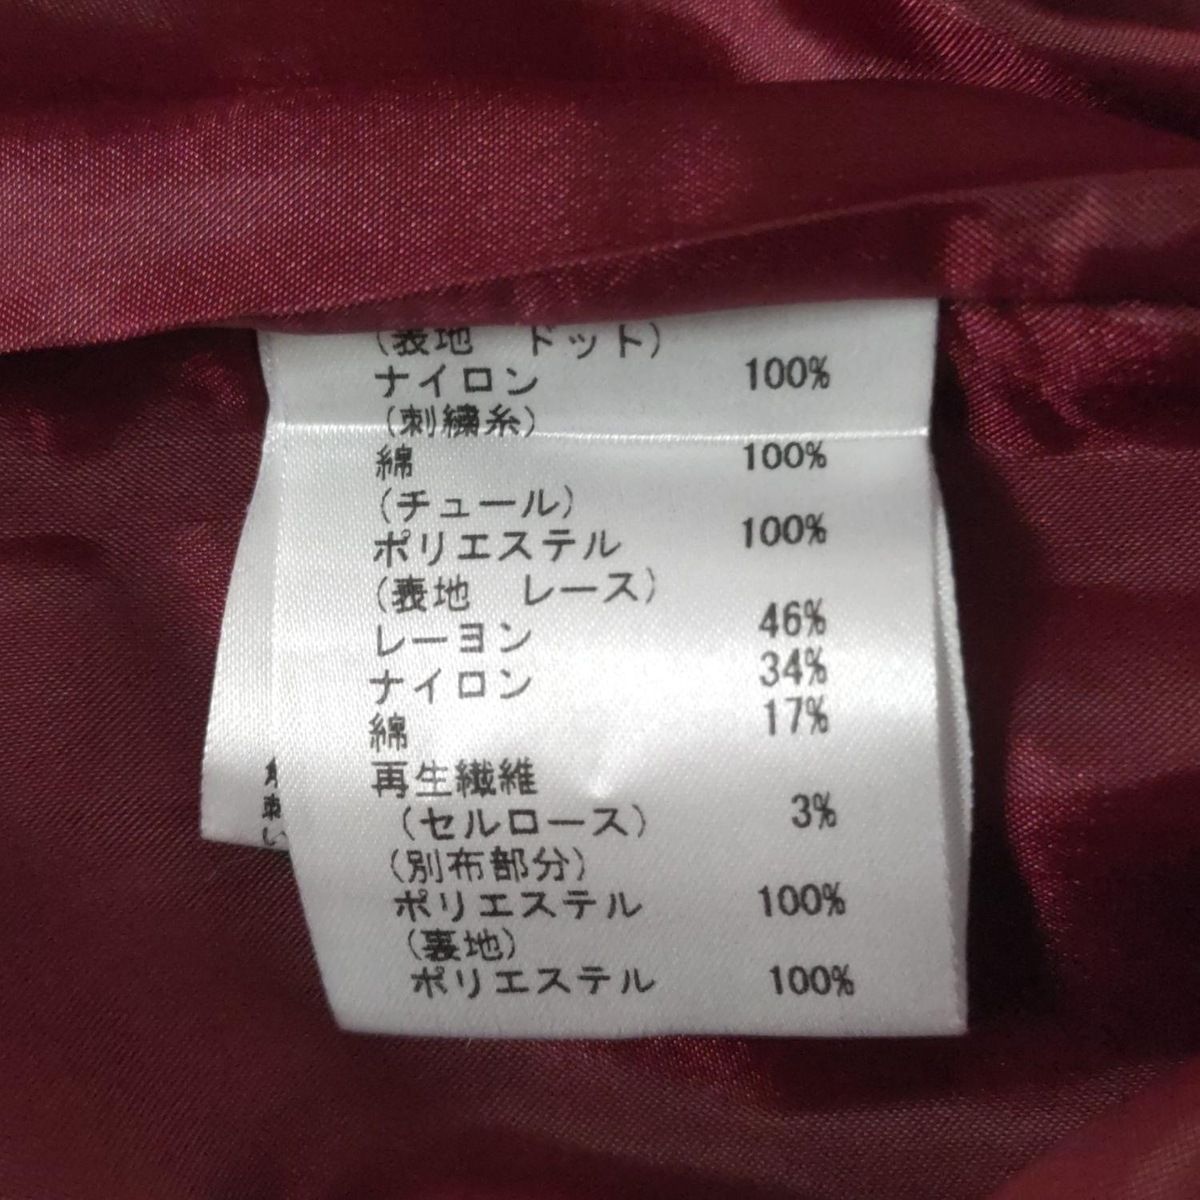 (表地　ドット)
ナイロン 100%
(刺繍糸)
綿 100%
(チュール)
ポリエステル 100%
(表地　レース)
レーヨン 46%
ナイロン 34%
綿 17%
再生繊維
(セルロース) 3%
(別布部分)
ポリエステル 100%
(裏地)
ポリエステル 100%